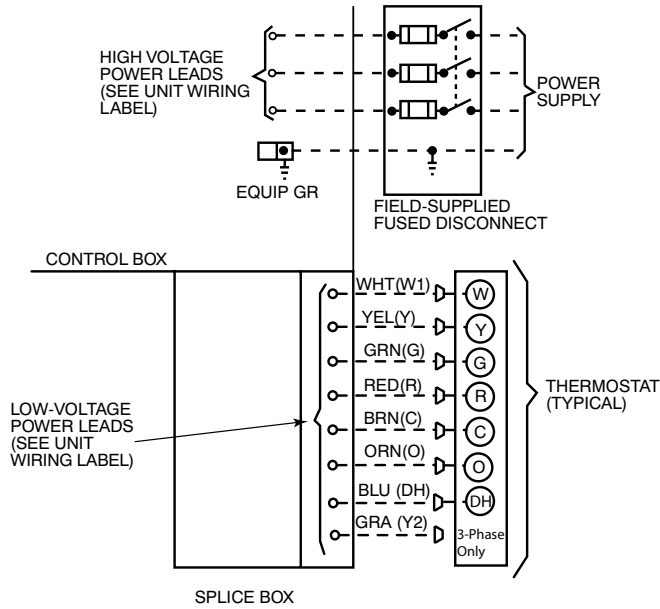 HIGH VOLTAGE
POWER LEADS
(SEE UNIT WIRING
LABEL)
POWER
SUPPLY
EQUIP GR
FIELD-SUPPLIED
FUSED DISCONNECT
CONTROL BOX
WHT(W1)
W
YEL(Y)
Y
GRN(G)
G
RED(R)
R
BRN(C)
C
ORN(O)
O
BLU (DH)
DH
GRA (Y2)
3-Phase
Only
THERMOSTAT
(TYPICAL)
LOW-VOLTAGE
POWER LEADS
(SEE UNIT
WIRING LABEL)
SPLICE BOX